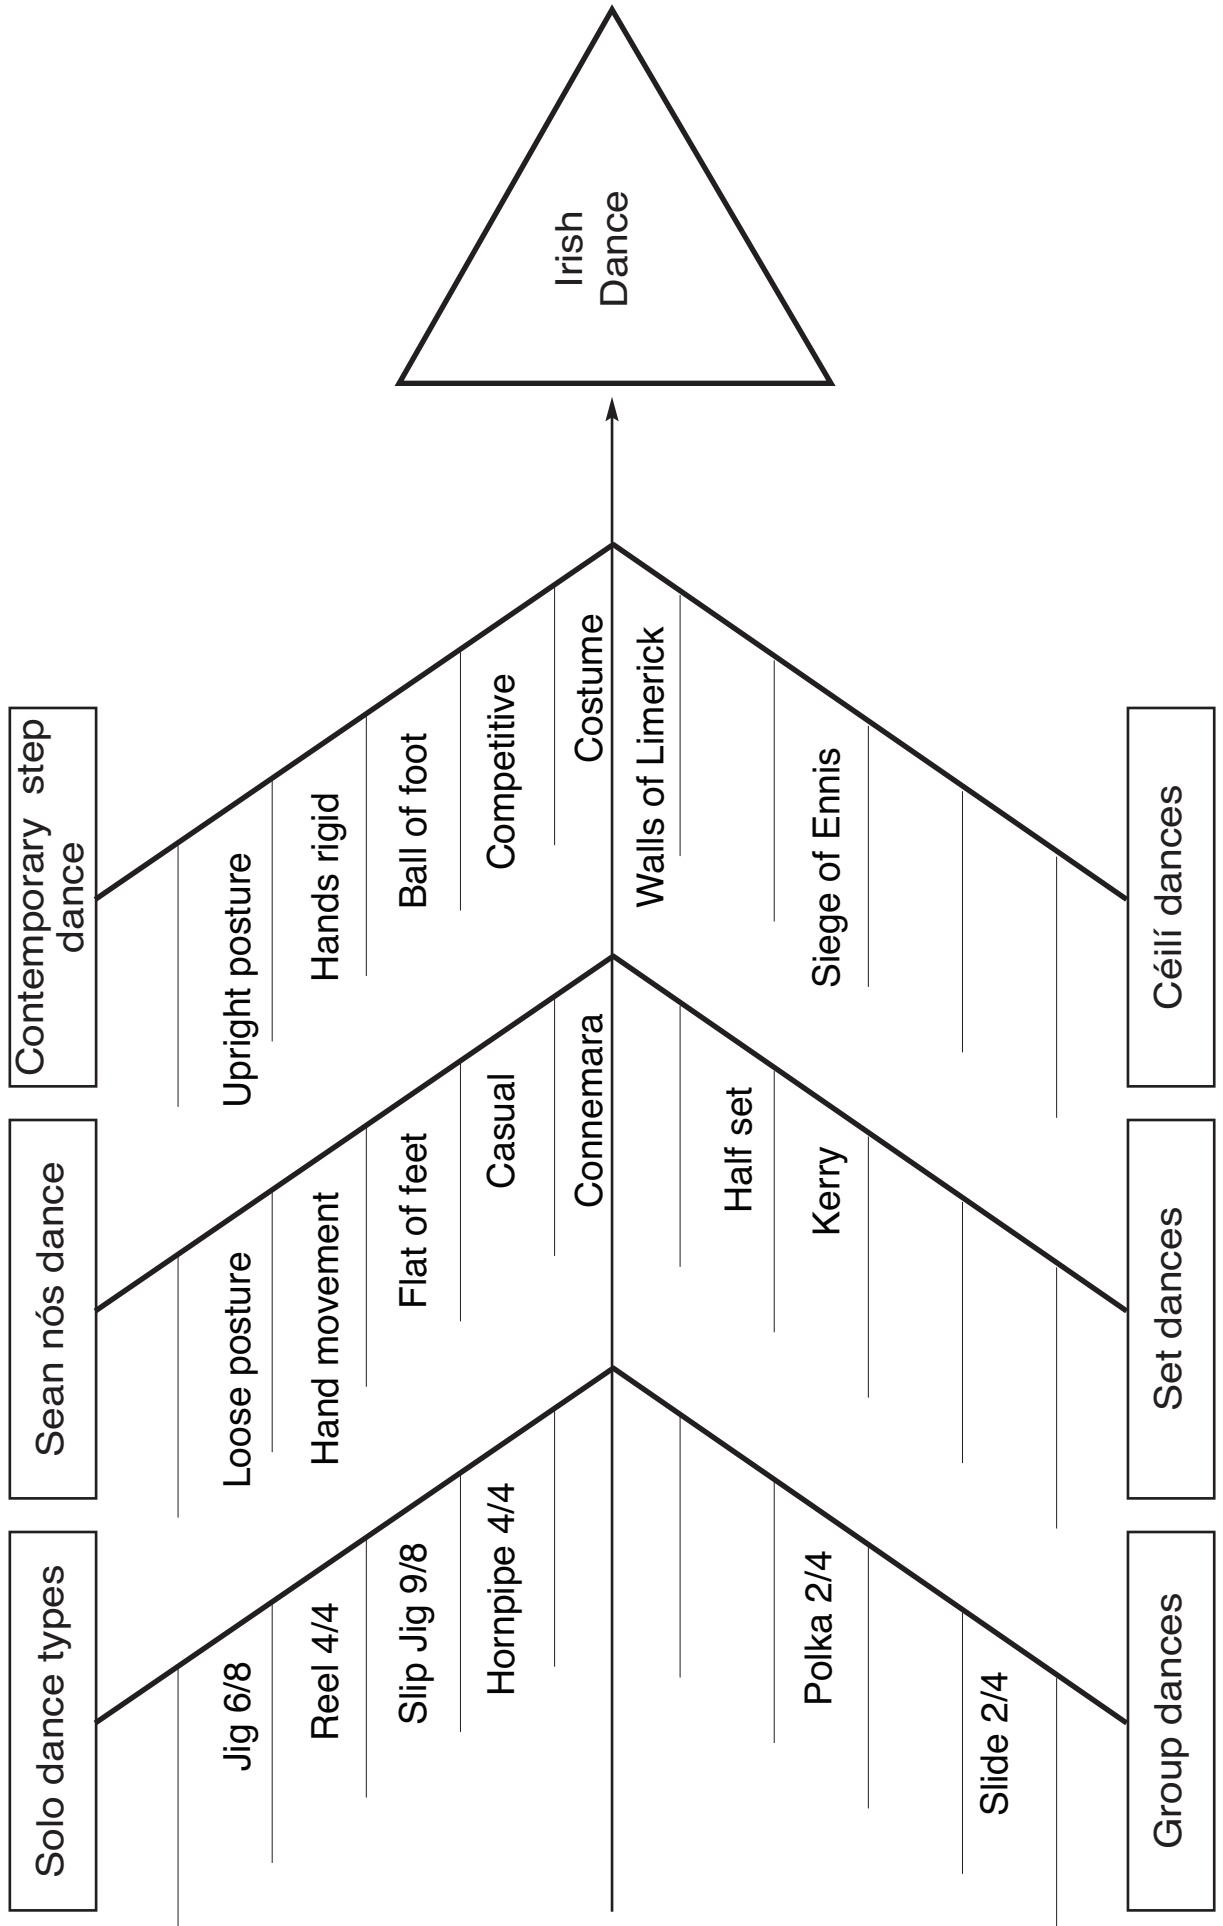 Solo dance types
Jig 6/8
Reel 4/4
Slip Jig 9/8
Hornpipe 4/4
Sean nós dance
Loose posture
Hand movement
Flat of feet
Casual
Connemara
Contemporary step
dance
Upright posture
Hands rigid
Ball of foot
Competitive
Costume
Irish
Dance
Polka 2/4
Slide 2/4
Group dances
Half set
Kerry
Set dances
Walls of Limerick
Siege of Ennis
Céilí dances